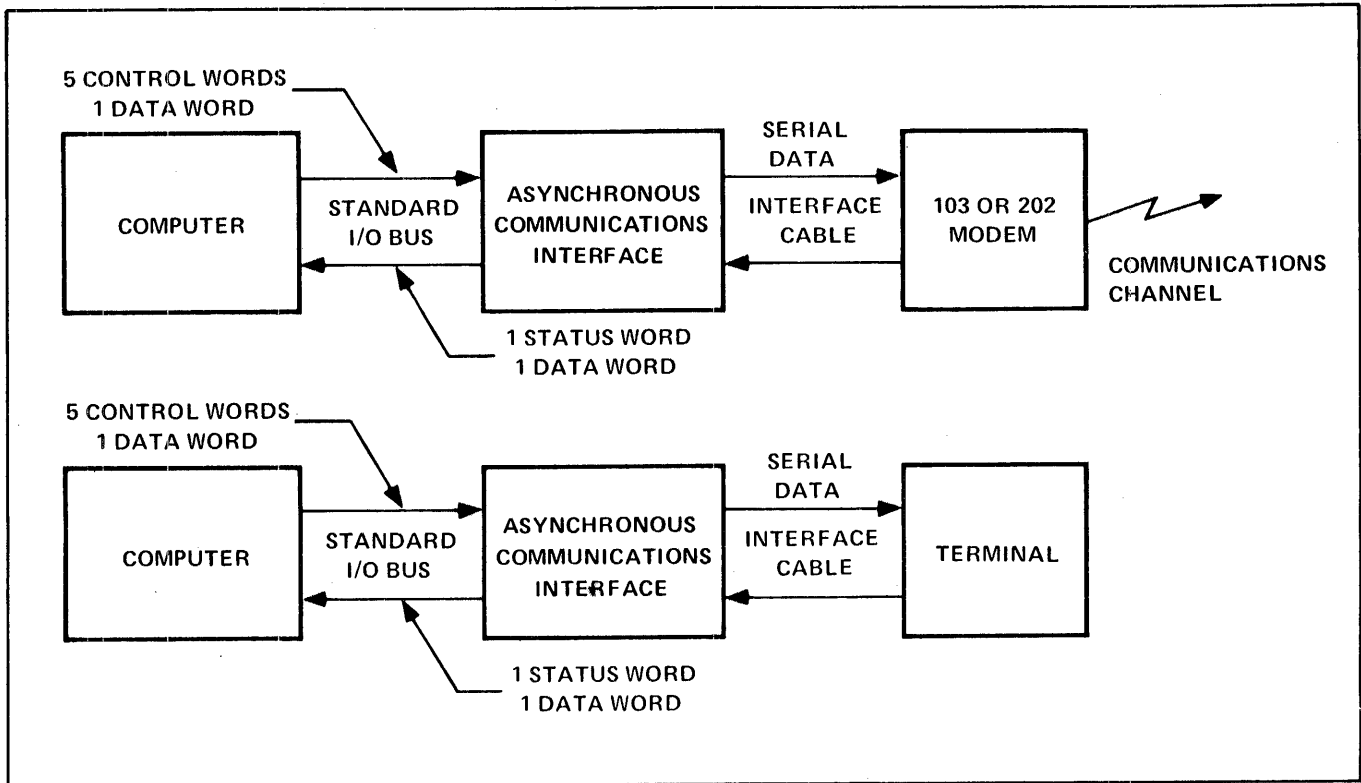 5 CONTROL WORDS
1 DATA WORD
COMPUTER
STANDARD
I/O BUS
1 STATUS WORD
1 DATA WORD
ASYNCHRONOUS
COMMUNICATIONS
INTERFACE
SERIAL
DATA
INTERFACE
CABLE
103 OR 202
MODEM
COMMUNICATIONS
CHANNEL
5 CONTROL WORDS
1 DATA WORD
COMPUTER
STANDARD
I/O BUS
1 STATUS WORD
1 DATA WORD
ASYNCHRONOUS
COMMUNICATIONS
INTERFACE
SERIAL
DATA
INTERFACE
CABLE
TERMINAL